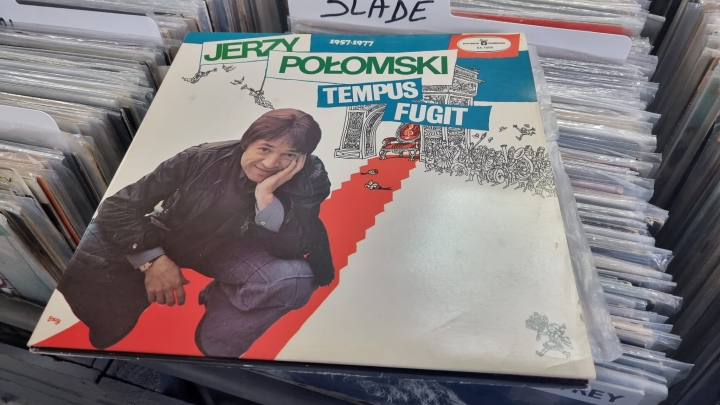 SLADE
JERZY 1957-1977
POŁOMSKI
TEMPUS
FUGIT